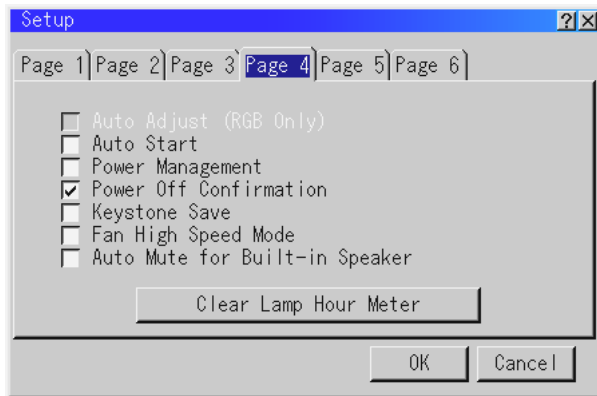 Setup ? X
Page 1 Page 2 Page 3 Page 4 Page 5 Page 6
Auto Adjust (RGB Only)
Auto Start
Power Management
Power Off Confirmation
Keystone Save
Fan High Speed Mode
Auto Mute for Built-in Speaker
Clear Lamp Hour Meter
OK Cancel